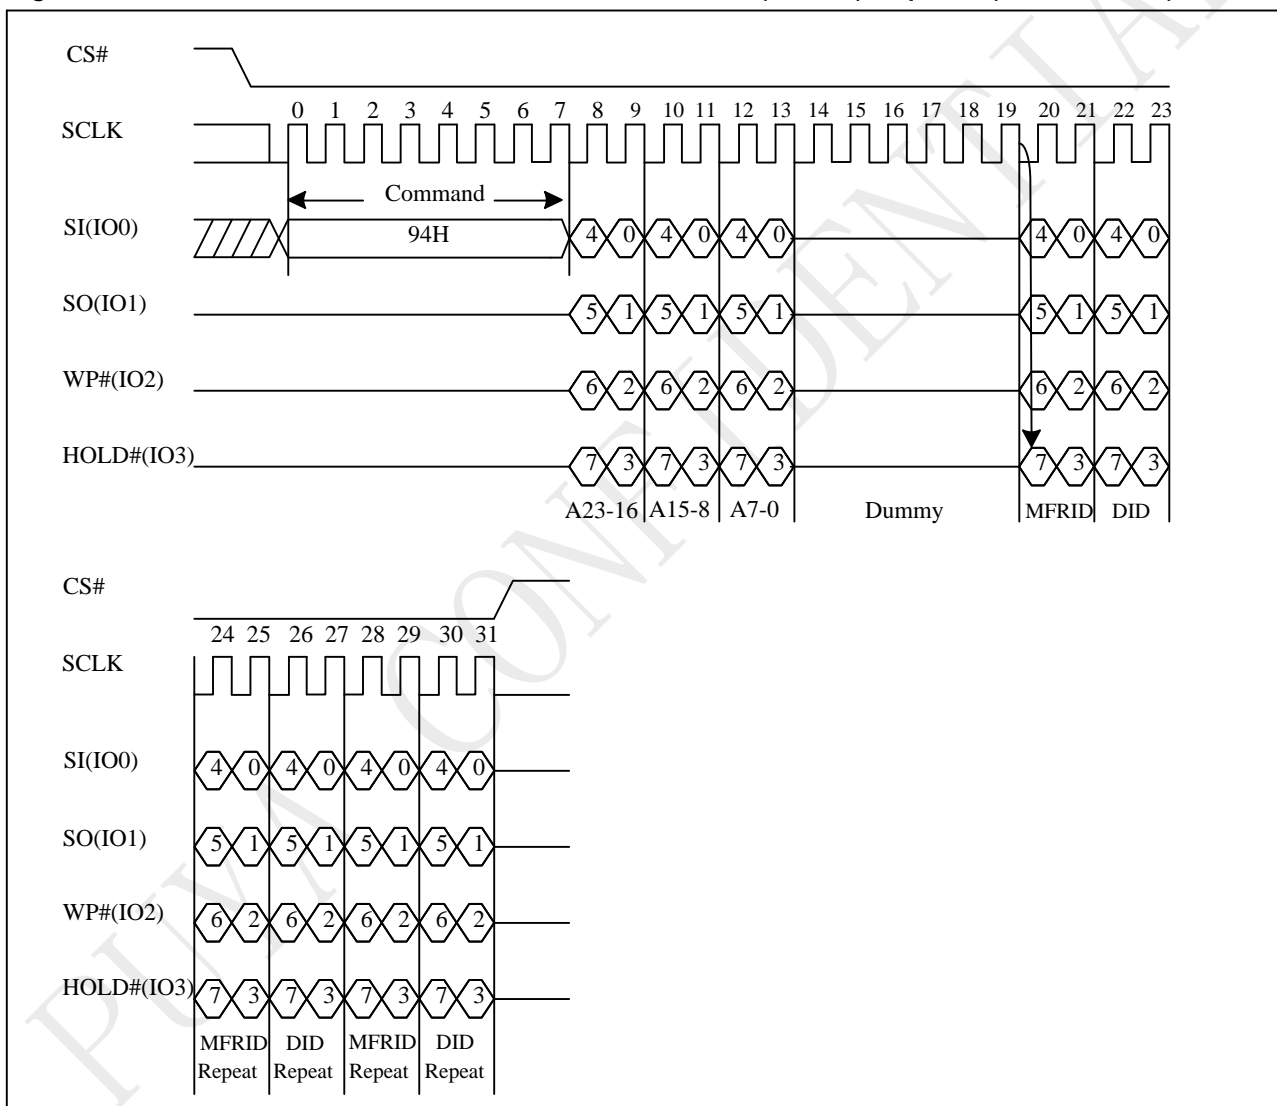 CS#
0 1 2 3 4 5 6 7 8 9 10 11 12 13 14 15 16 17 18 19 20 21 22 23
SCLK
Command
SI(IO0)
94H
4 0 4 0 4 0 4 0 4 0
SO(IO1)
5 1 5 1 5 1 5 1 5 1
WP#(IO2)
6 2 6 2 6 2 6 2 6 2
HOLD#(IO3)
7 3 7 3 7 3 7 3 7 3
A23-16 A15-8 A7-0 Dummy MFRID DID
CS#
24 25 26 27 28 29 30 31
SCLK
SI(IO0)
4 0 4 0 4 0 4 0
SO(IO1)
5 1 5 1 5 1 5 1
WP#(IO2)
6 2 6 2 6 2 6 2
HOLD#(IO3)
7 3 7 3 7 3 7 3
MFRID DID MFRID DID
Repeat Repeat Repeat Repeat
PUYA CONFIDENTIAL